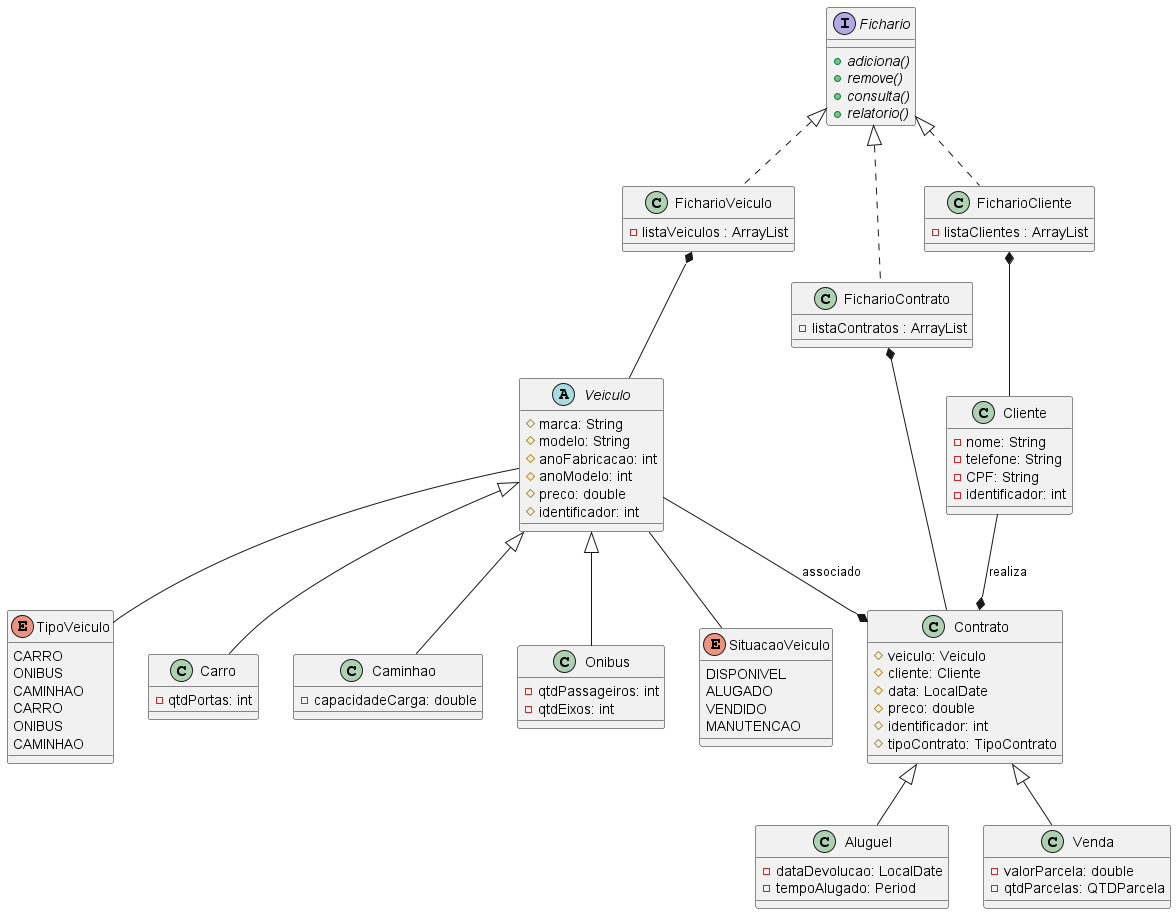 I Fichario
adiciona()
remove()
consulta()
relatorio()
C FicharioVeiculo
listaVeiculos : ArrayList
C FicharioCliente
listaClientes : ArrayList
C FicharioContrato
listaContratos : ArrayList
A Veiculo
marca: String
modelo: String
anoFabricacao: int
anoModelo: int
preco: double
identificador: int
C Cliente
nome: String
telefone: String
CPF: String
identificador: int
associado
realiza
E TipoVeiculo
CARRO
ONIBUS
CAMINHAO
CARRO
ONIBUS
CAMINHAO
C Carro
qtdPortas: int
C Caminhao
capacidadeCarga: double
C Onibus
qtdPassageiros: int
qtdEixos: int
E SituacaoVeiculo
DISPONIVEL
ALUGADO
VENDIDO
MANUTENCAO
C Contrato
veiculo: Veiculo
cliente: Cliente
data: LocalDate
preco: double
identificador: int
tipoContrato: TipoContrato
C Aluguel
dataDevolucao: LocalDate
tempoAlugado: Period
C Venda
valorParcela: double
qtdParcelas: QTDParcela